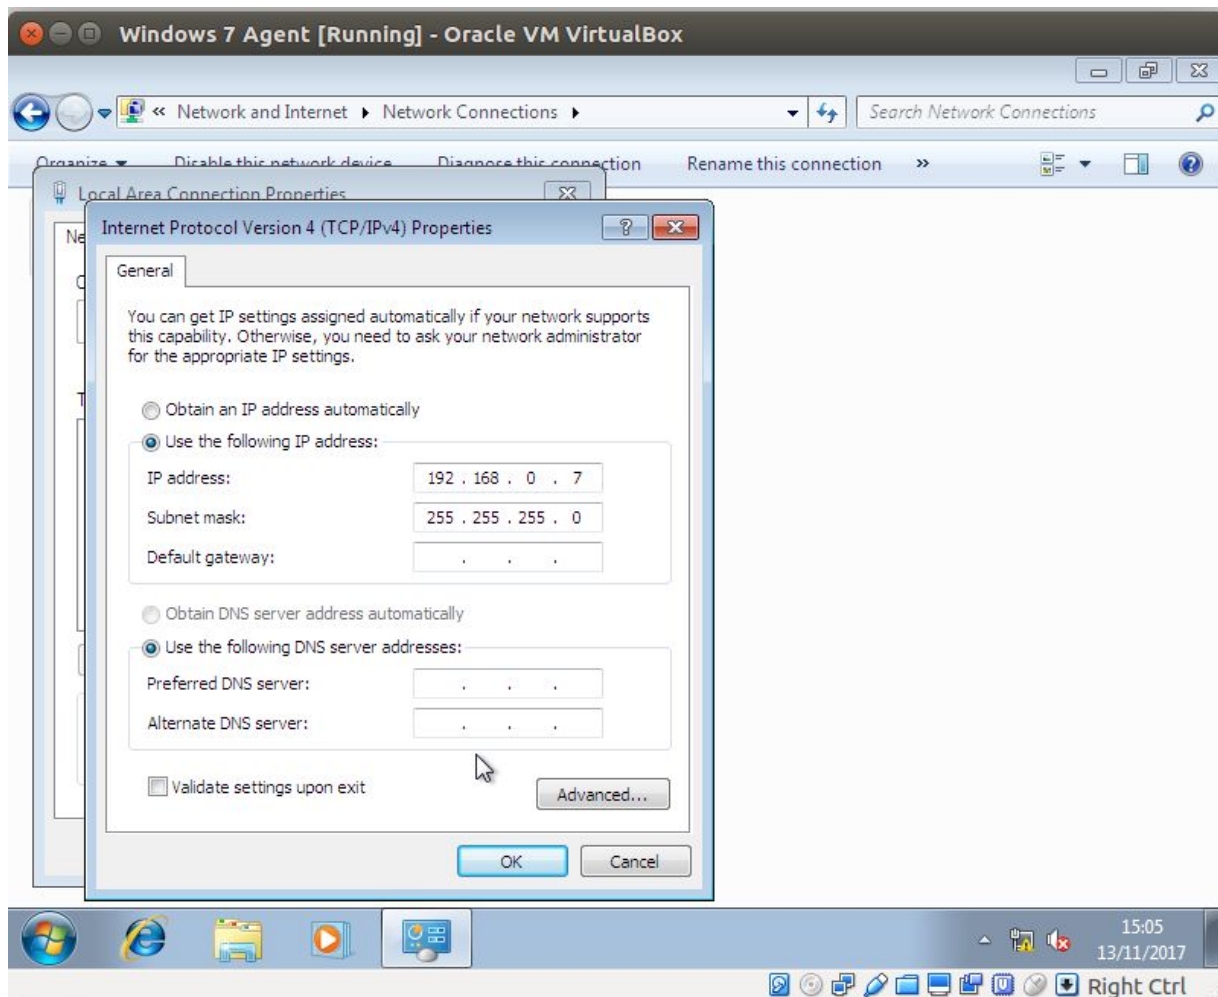 Windows 7 Agent [Running] - Oracle VM VirtualBox
« Network and Internet Network Connections Search Network Connections
Organize Disable this network device Diagnose this connection Rename this connection »
Local Area Connection Properties
Internet Protocol Version 4 (TCP/IPv4) Properties
Ne
General
You can get IP settings assigned automatically if your network supports
this capability. Otherwise, you need to ask your network administrator
for the appropriate IP settings.
Obtain an IP address automatically
Use the following IP address:
IP address: 192 . 168 . 0 . 7
Subnet mask: 255 . 255 . 255 . 0
Default gateway: . . .
Obtain DNS server address automatically
Use the following DNS server addresses:
Preferred DNS server: . . .
Alternate DNS server: . . .
Validate settings upon exit
Advanced...
OK Cancel
15:05
13/11/2017
Right Ctrl